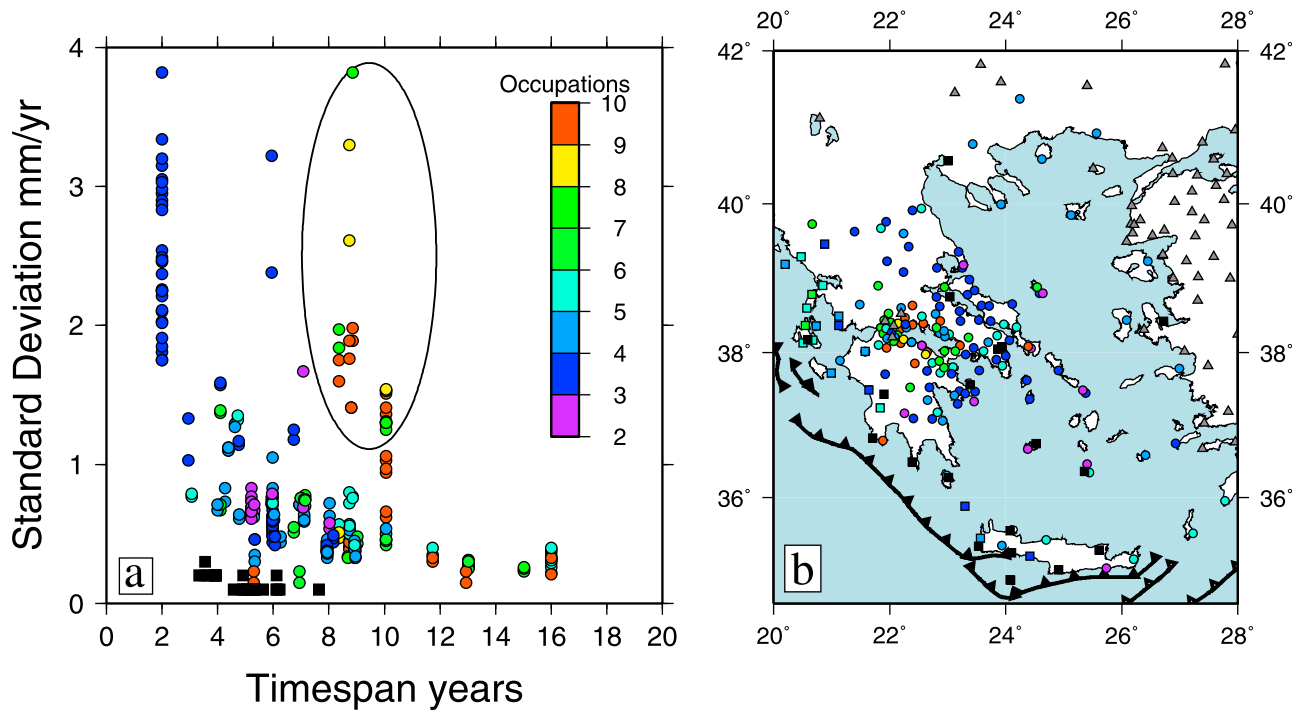 Standard Deviation mm/yr
4
3
2
1
0
0 2 4 6 8 10 12 14 16 18 20
Timespan years
Occupations
10
9
8
7
6
5
4
3
2
a
20° 22° 24° 26° 28°
42° 42°
40° 40°
38° 38°
36° 36°
20° 22° 24° 26° 28°
b